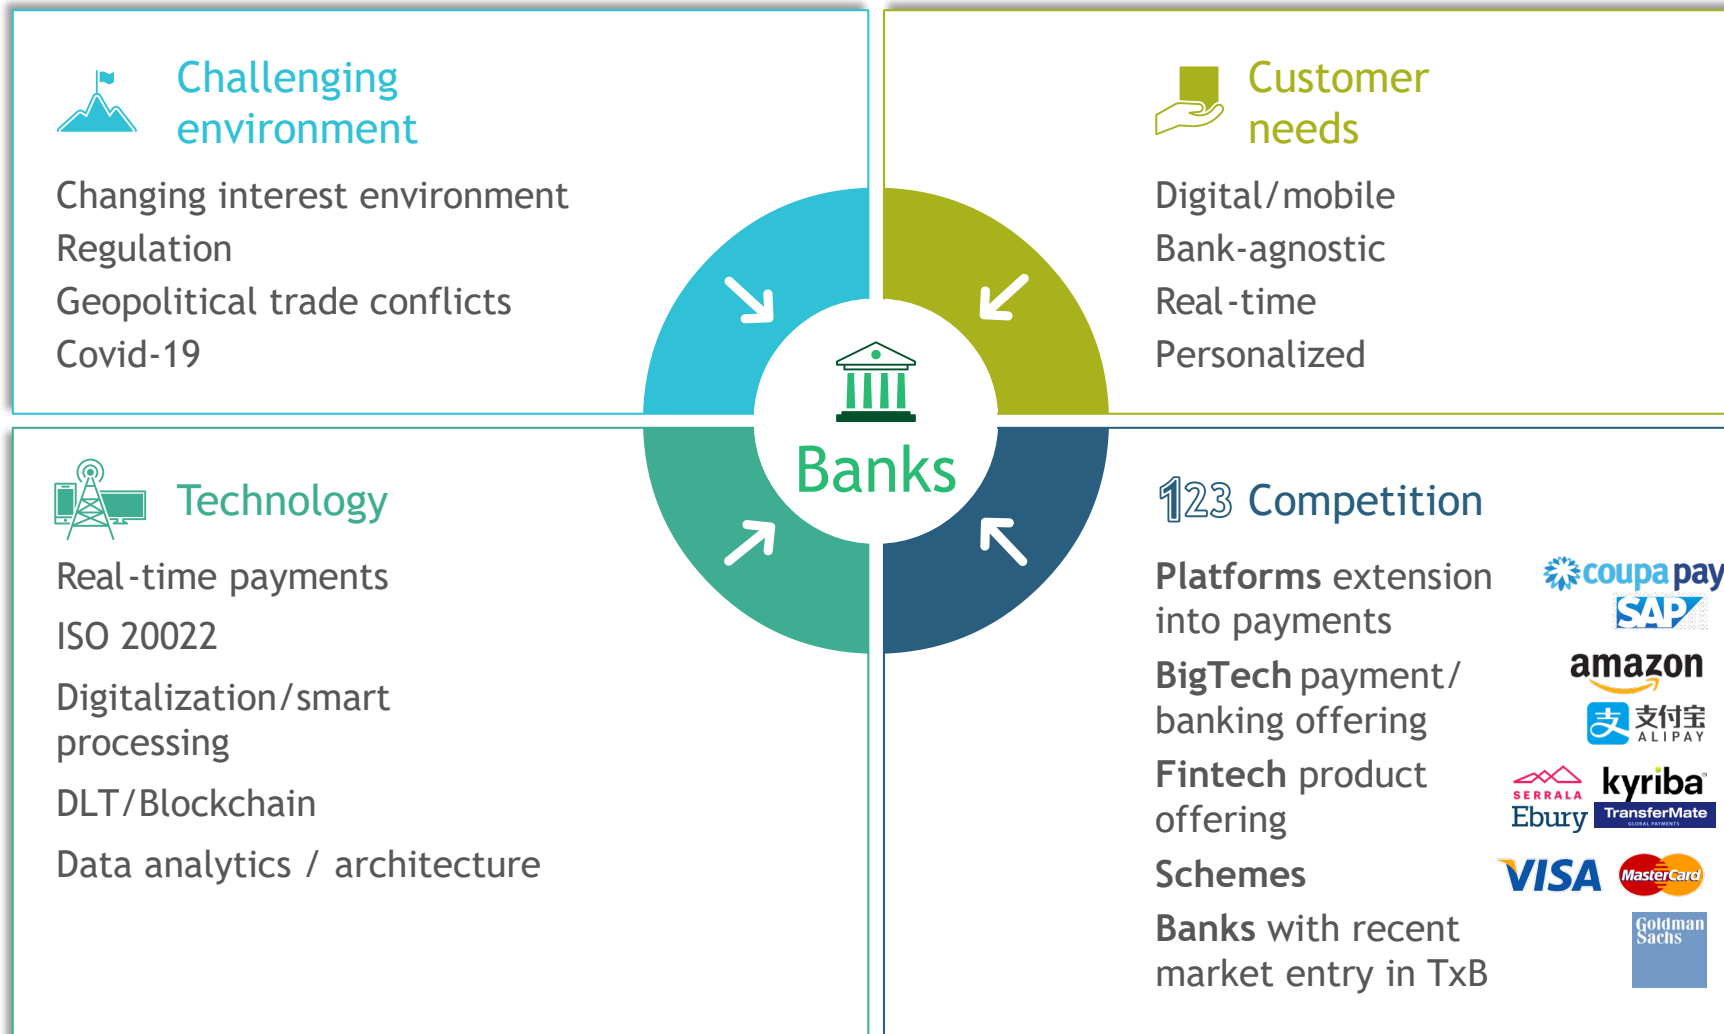 Challenging
environment
Changing interest environment
Regulation
Geopolitical trade conflicts
Covid-19
Customer
needs
Digital/mobile
Bank-agnostic
Real-time
Personalized
Banks
Technology
Real-time payments
ISO 20022
Digitalization/smart
processing
DLT/Blockchain
Data analytics / architecture
123 Competition
Platforms extension
into payments
coupa pay
SAP
BigTech payment/
banking offering
amazon
支 支付宝
ALIPAY
Fintech product
offering
SERRALA
kyriba
Ebury
TransferMate
GLOBAL PAYMENTS
Schemes
VISA
MasterCard
Banks with recent
market entry in TxB
Goldman
Sachs